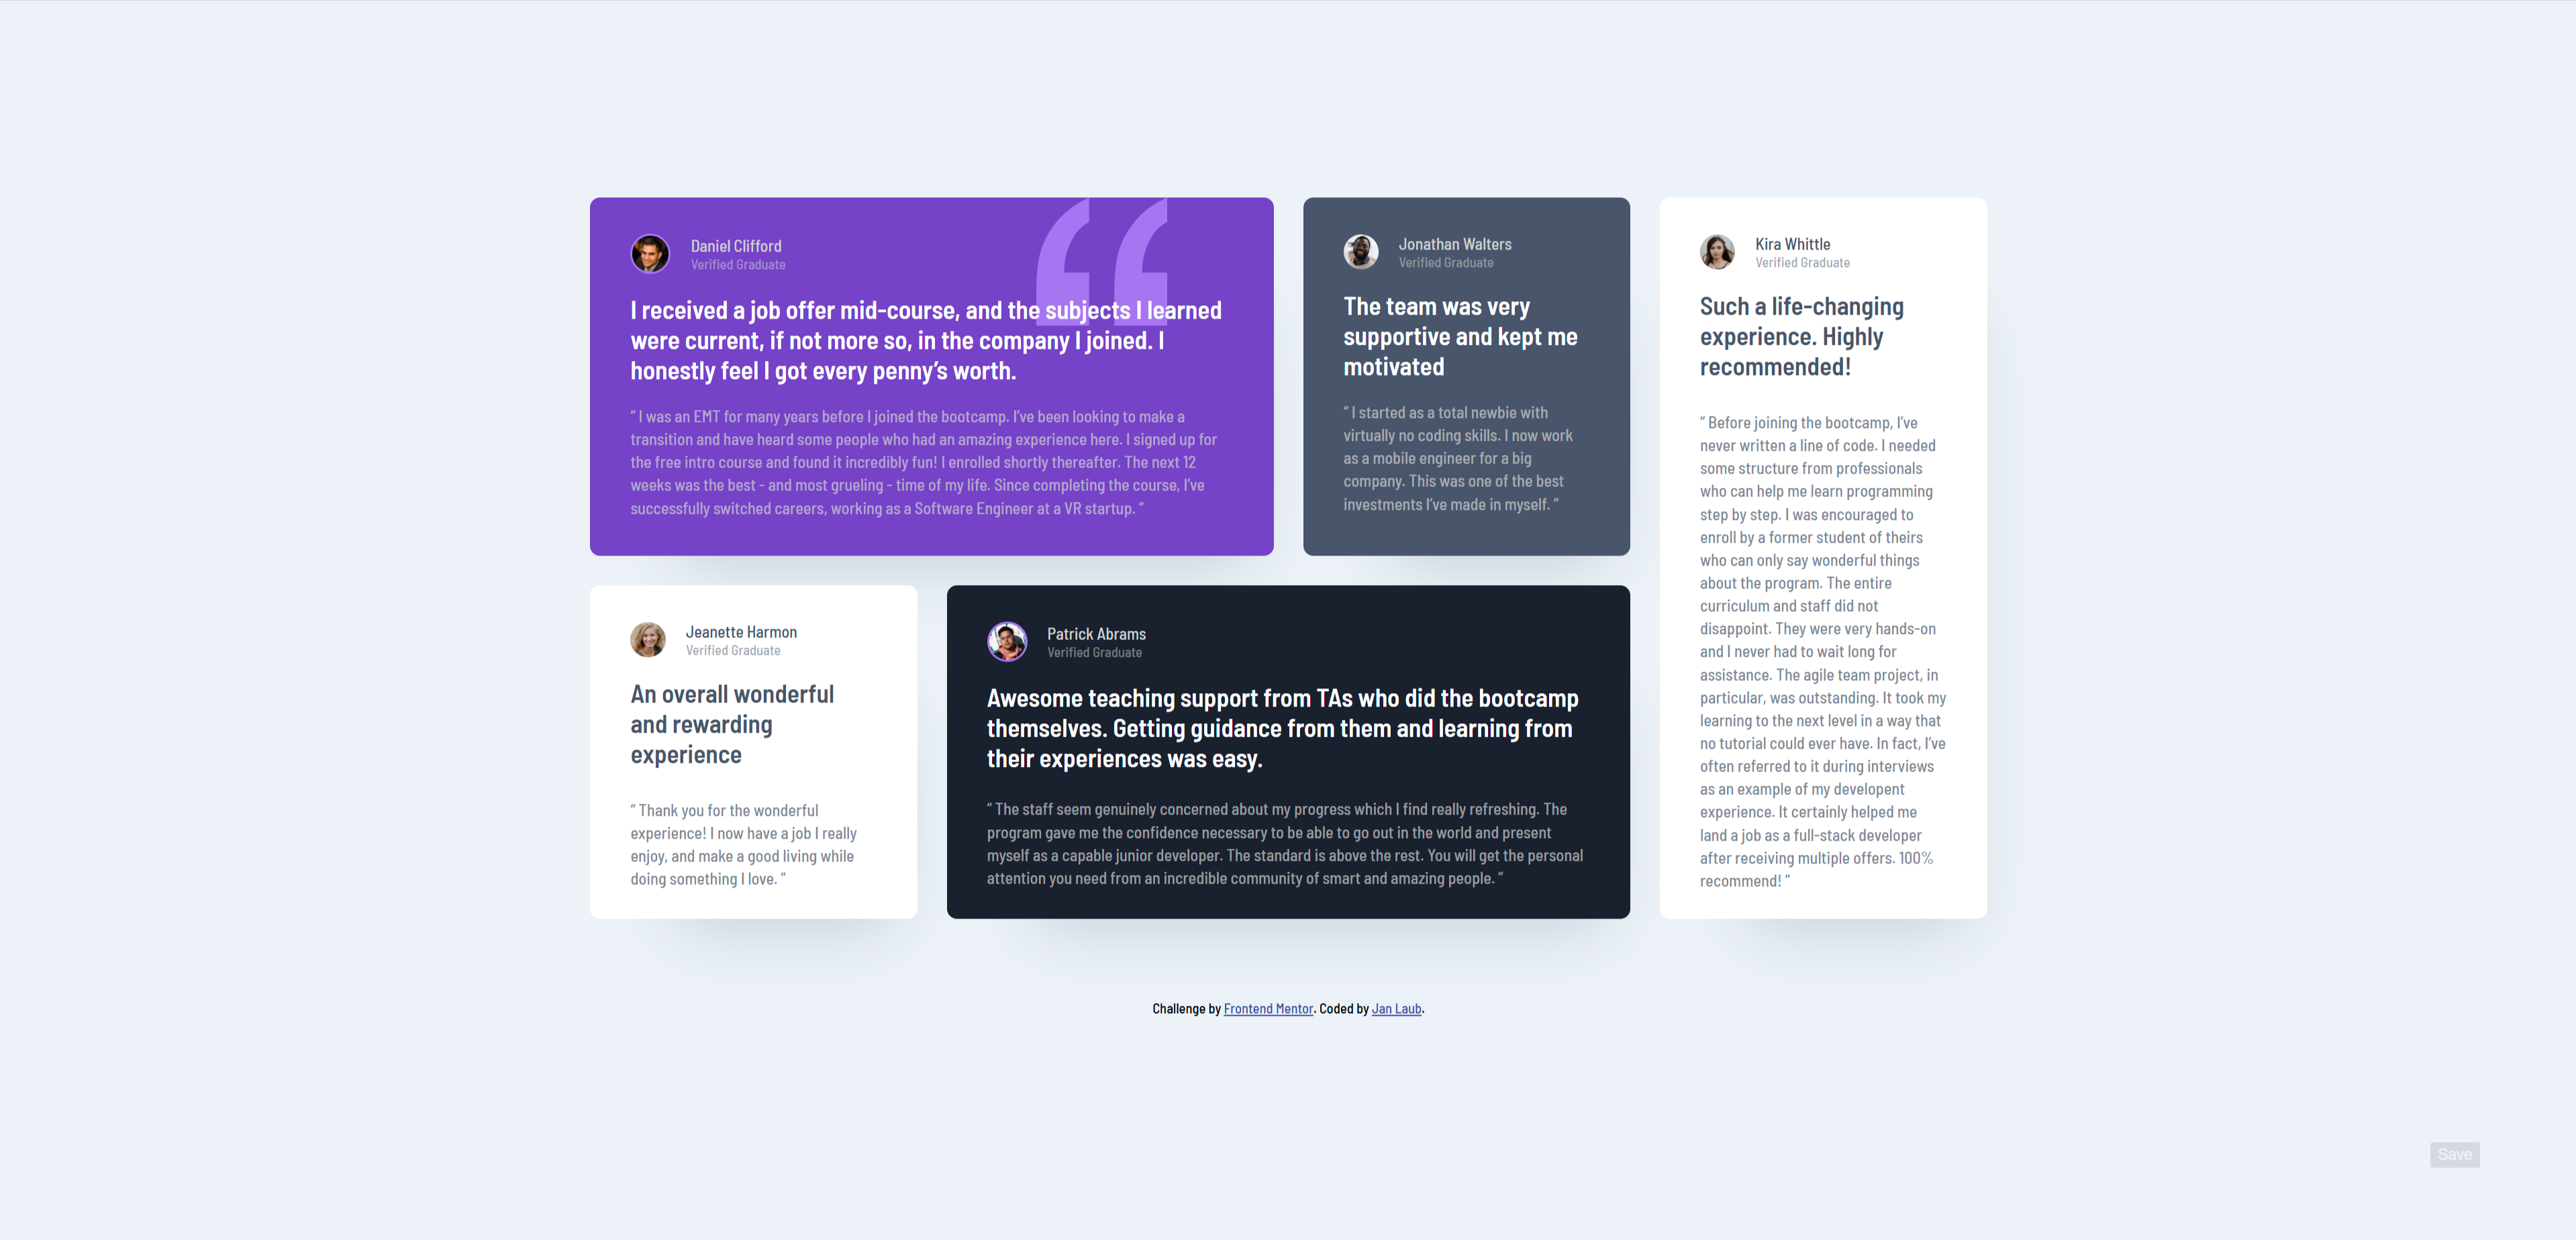 Daniel Clifford
Verified Graduate
I received a job offer mid-course, and the subjects I learned
were current, if not more so, in the company I joined. I
honestly feel I got every penny’s worth.
“ I was an EMT for many years before I joined the bootcamp. I’ve been looking to make a
transition and have heard some people who had an amazing experience here. I signed up for
the free intro course and found it incredibly fun! I enrolled shortly thereafter. The next 12
weeks was the best - and most grueling - time of my life. Since completing the course, I’ve
successfully switched careers, working as a Software Engineer at a VR startup. ”
Jonathan Walters
Verified Graduate
The team was very
supportive and kept me
motivated
“ I started as a total newbie with
virtually no coding skills. I now work
as a mobile engineer for a big
company. This was one of the best
investments I’ve made in myself. ”
Kira Whittle
Verified Graduate
Such a life-changing
experience. Highly
recommended!
“ Before joining the bootcamp, I’ve
never written a line of code. I needed
some structure from professionals
who can help me learn programming
step by step. I was encouraged to
enroll by a former student of theirs
who can only say wonderful things
about the program. The entire
curriculum and staff did not
disappoint. They were very hands-on
and I never had to wait long for
assistance. The agile team project, in
particular, was outstanding. It took my
learning to the next level in a way that
no tutorial could ever have. In fact, I’ve
often referred to it during interviews
as an example of my developent
experience. It certainly helped me
land a job as a full-stack developer
after receiving multiple offers. 100%
recommend! ”
Jeanette Harmon
Verified Graduate
An overall wonderful
and rewarding
experience
“ Thank you for the wonderful
experience! I now have a job I really
enjoy, and make a good living while
doing something I love. ”
Patrick Abrams
Verified Graduate
Awesome teaching support from TAs who did the bootcamp
themselves. Getting guidance from them and learning from
their experiences was easy.
“ The staff seem genuinely concerned about my progress which I find really refreshing. The
program gave me the confidence necessary to be able to go out in the world and present
myself as a capable junior developer. The standard is above the rest. You will get the personal
attention you need from an incredible community of smart and amazing people. ”
Challenge by Frontend Mentor. Coded by Jan Laub.
Save